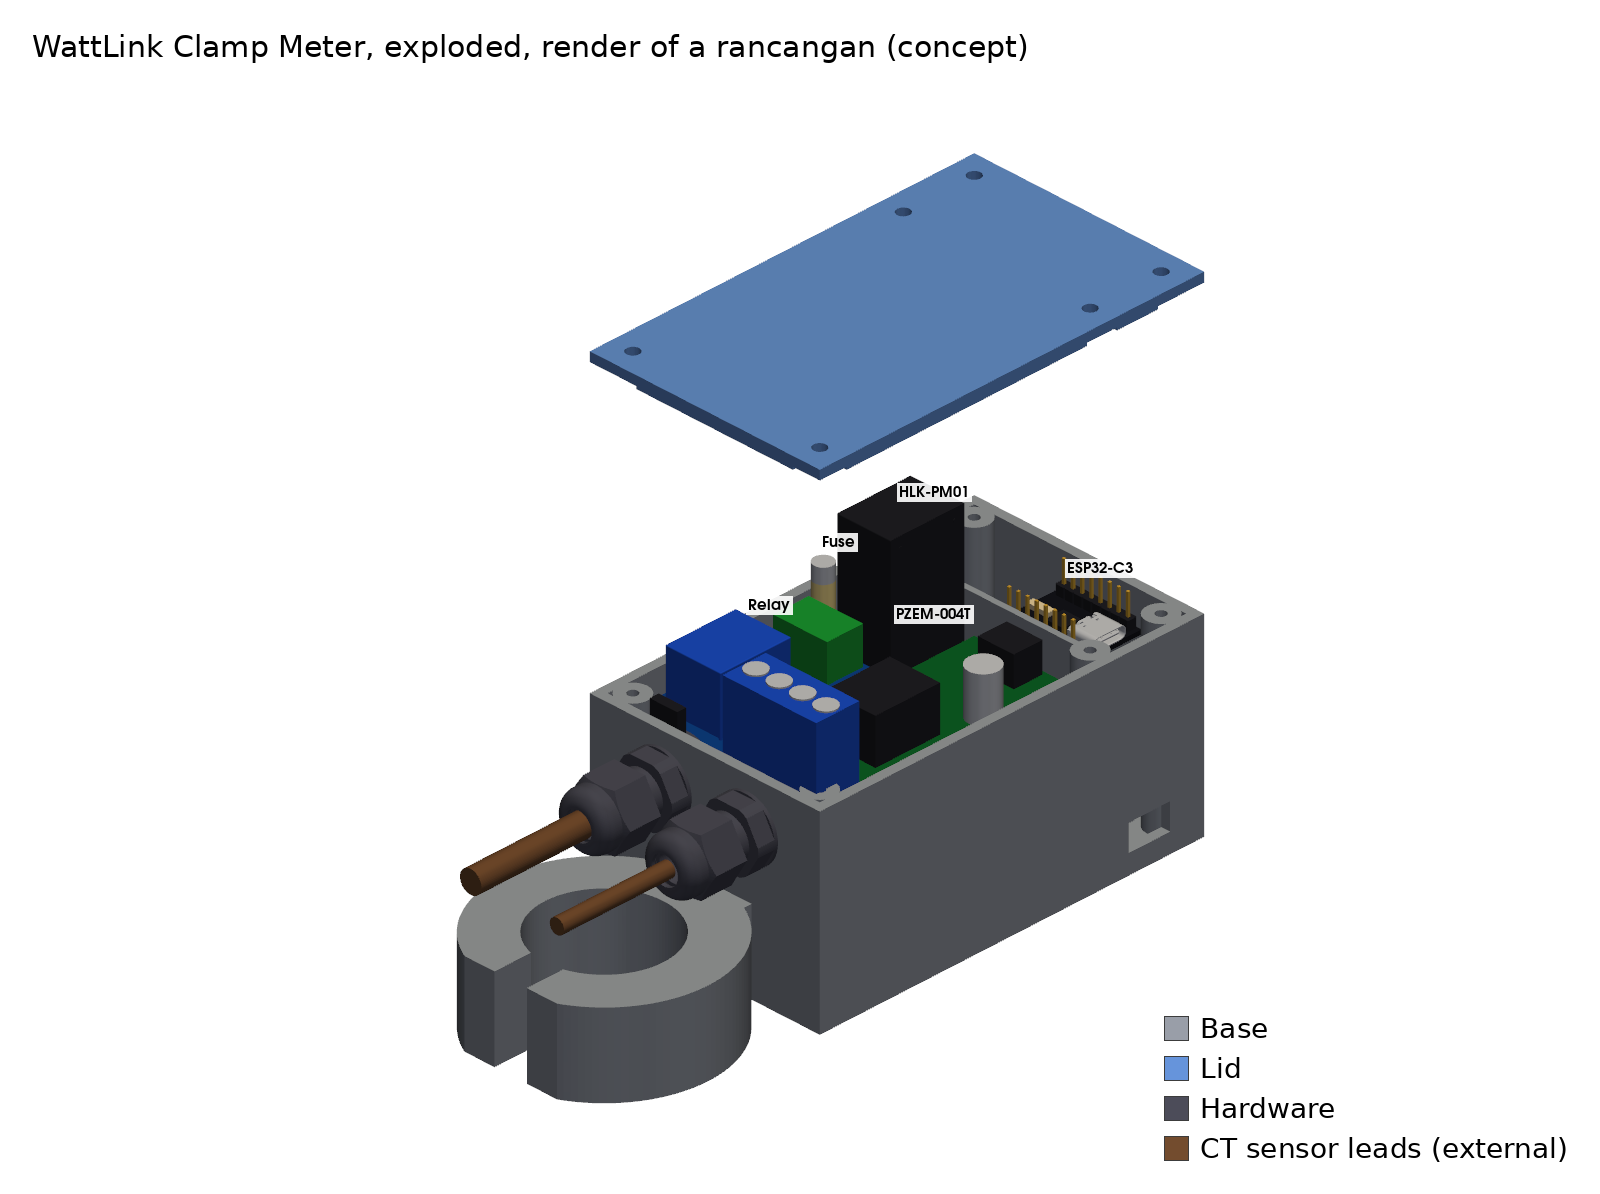 WattLink Clamp Meter, exploded, render of a rancangan (concept)
HLK-PM01
Fuse
ESP32-C3
Relay
PZEM-004T
Base
Lid
Hardware
CT sensor leads (external)